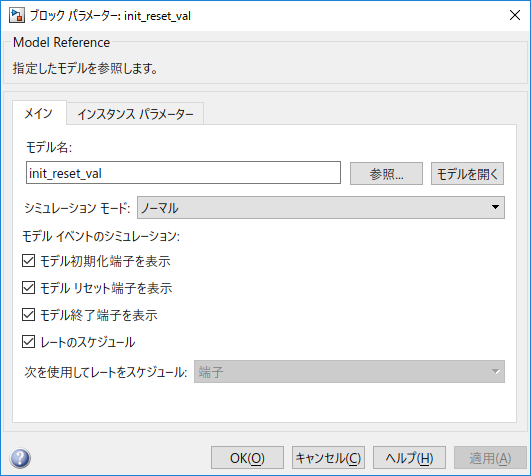 ブロック パラメーター: init_reset_val
Model Reference
指定したモデルを参照します。
メイン インスタンス パラメーター
モデル名:
init_reset_val 参照... モデルを開く
シミュレーション モード: ノーマル
モデル イベントのシミュレーション:
モデル初期化端子を表示
モデル リセット端子を表示
モデル終了端子を表示
レートのスケジュール
次を使用してレートをスケジュール: 端子
OK(O) キャンセル(C) ヘルプ(H) 適用(A)